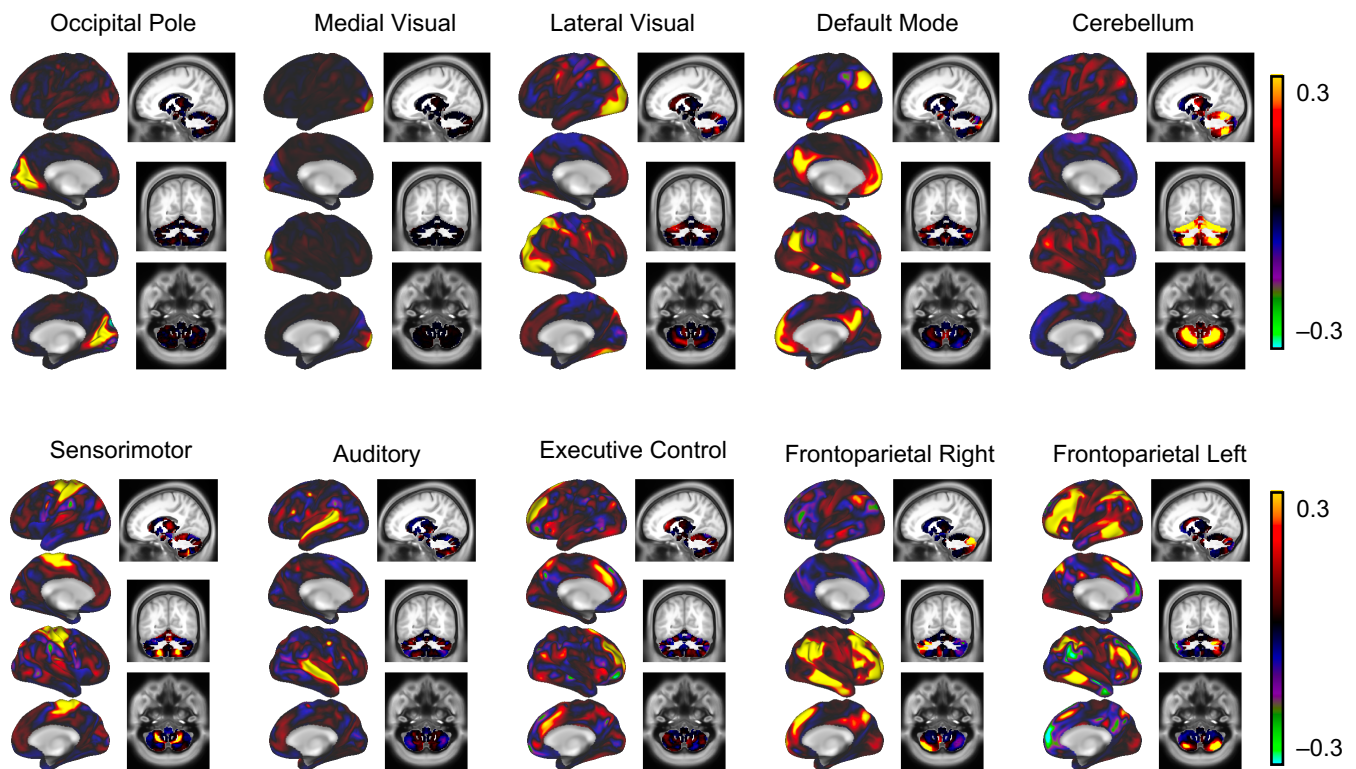 Occipital Pole
Medial Visual
Lateral Visual
Default Mode
Cerebellum
0.3
–0.3
Sensorimotor
Auditory
Executive Control
Frontoparietal Right
Frontoparietal Left
0.3
–0.3